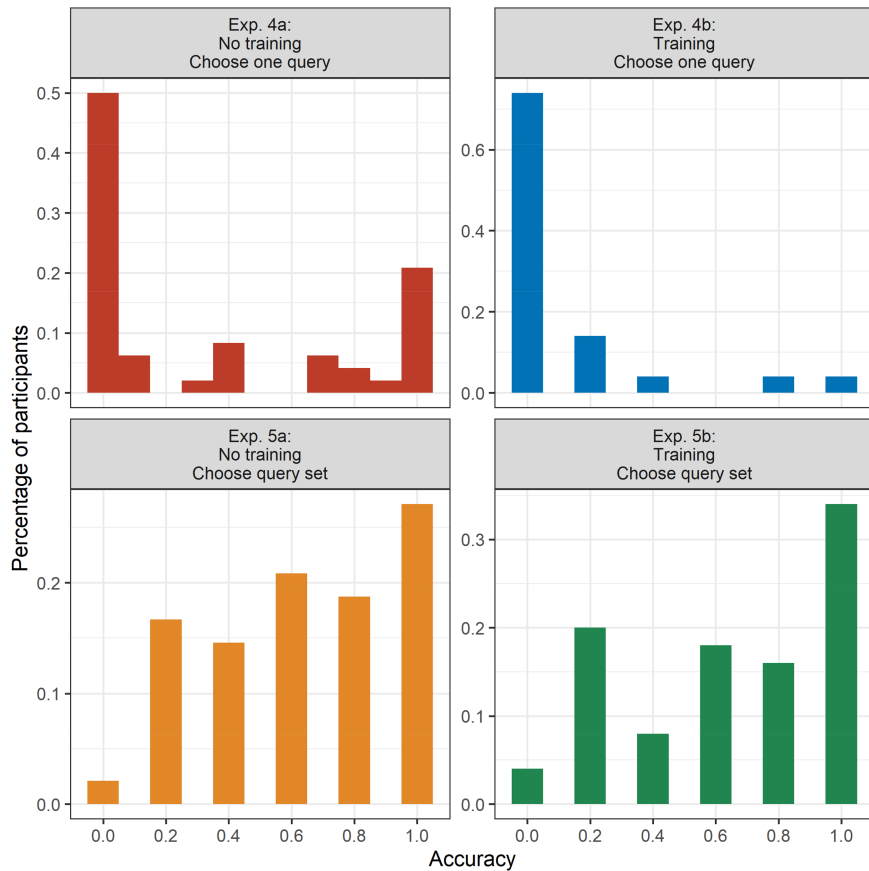 Exp. 4a:
No training
Choose one query
Exp. 4b:
Training
Choose one query
Percentage of participants
0.5
0.4
0.3
0.2
0.1
0.0
0.6
0.4
0.2
0.0
Exp. 5a:
No training
Choose query set
Exp. 5b:
Training
Choose query set
0.2
0.1
0.0
0.3
0.2
0.1
0.0
0.0 0.2 0.4 0.6 0.8 1.0
0.0 0.2 0.4 0.6 0.8 1.0
Accuracy